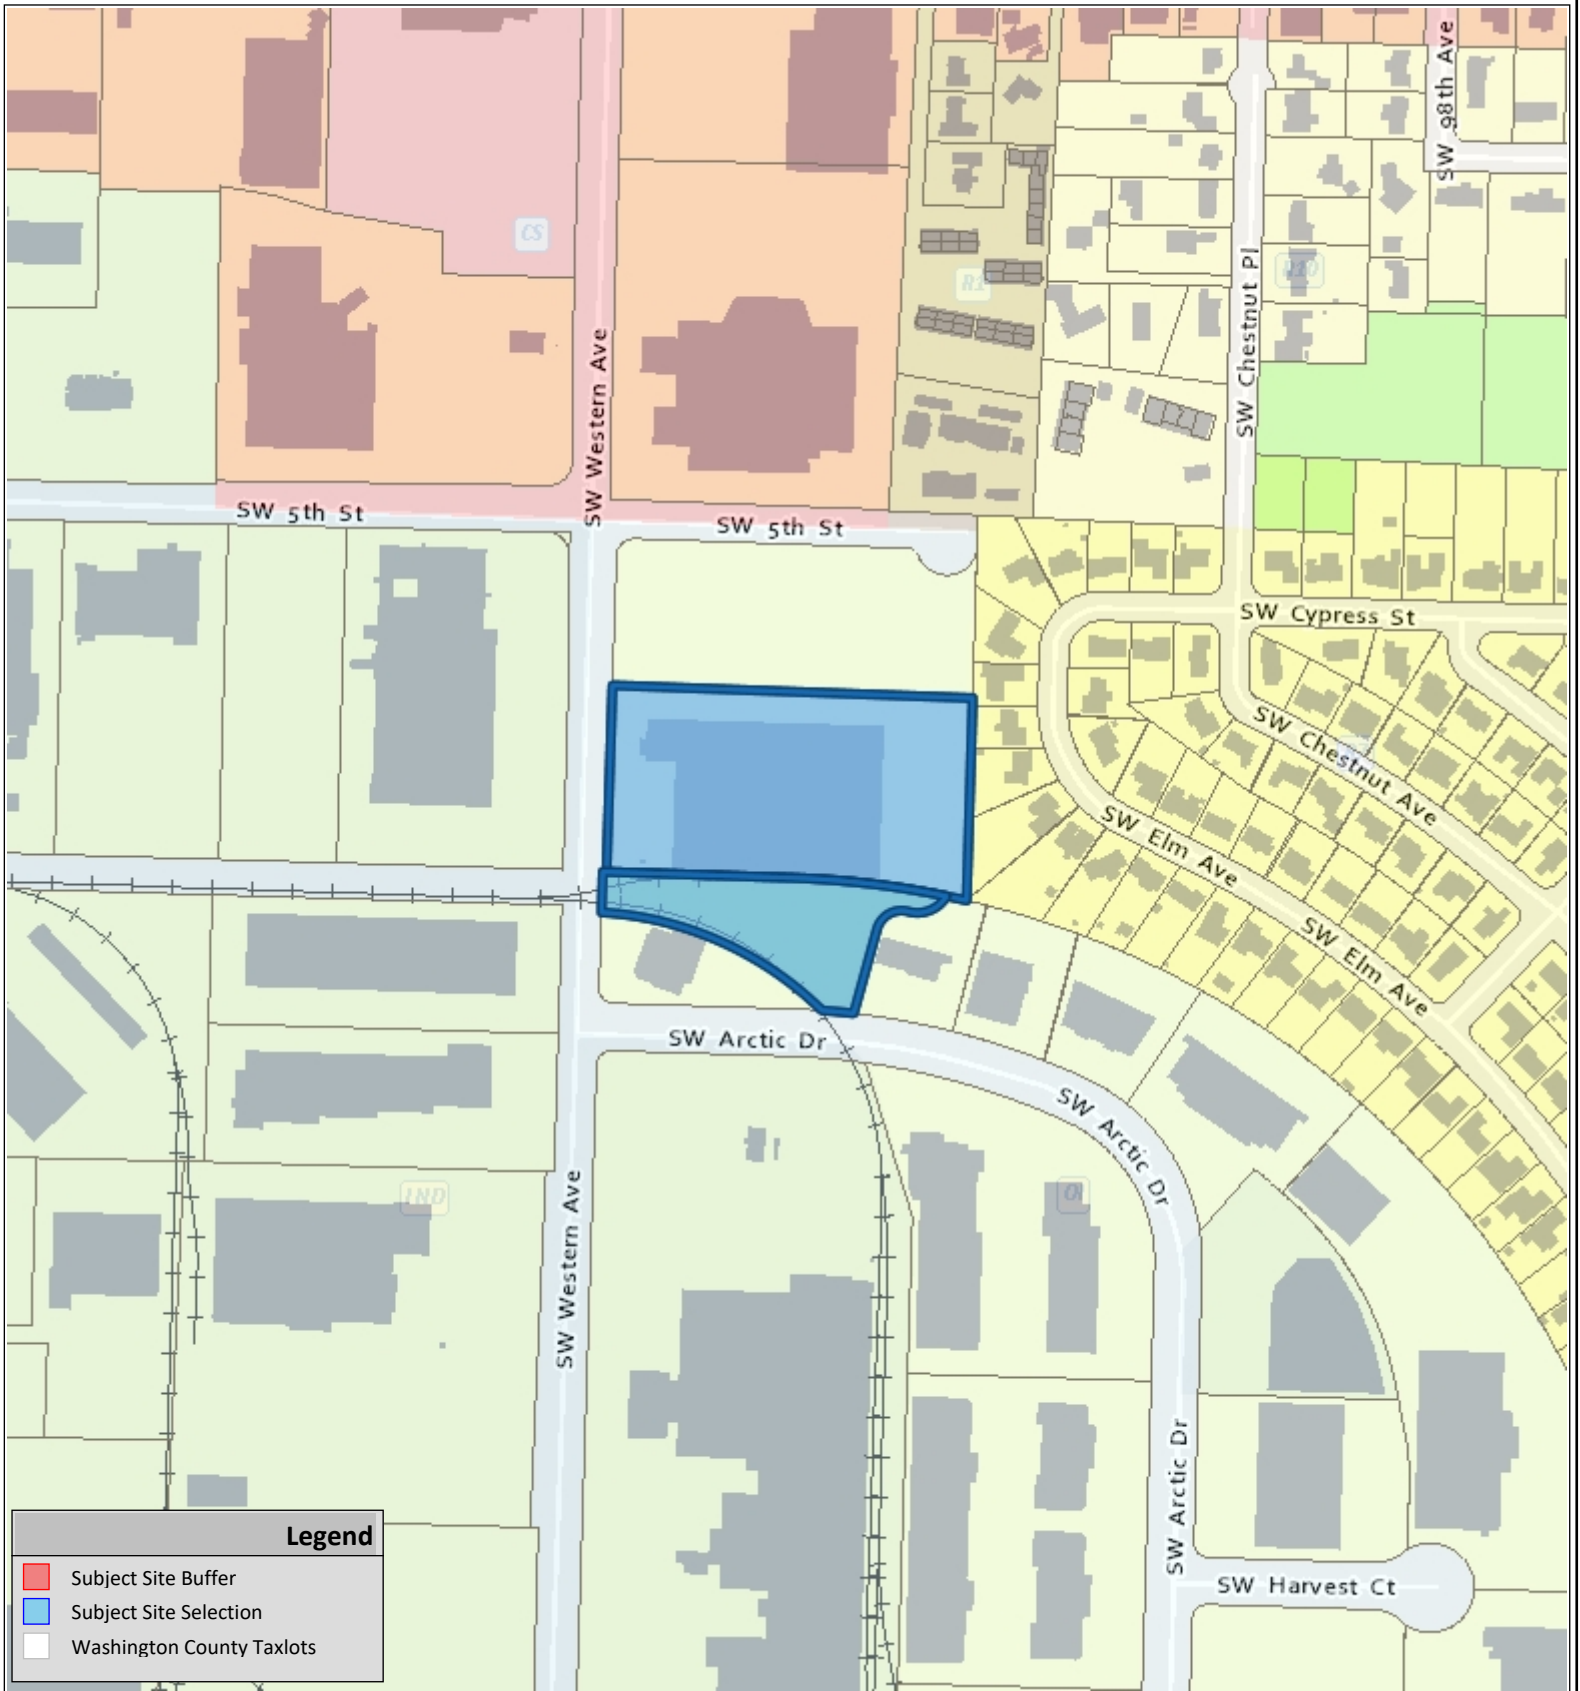 SW 98th Ave
CS
R1
R10
SW Chestnut Pl
SW Western Ave
SW 5th St
SW 5th St
SW Cypress St
SW Chestnut Ave
SW Elm Ave
SW Elm Ave
SW Arctic Dr
SW Arctic Dr
IND
OI
SW Western Ave
SW Arctic Dr
SW Harvest Ct
Legend
Subject Site Buffer
Subject Site Selection
Washington County Taxlots